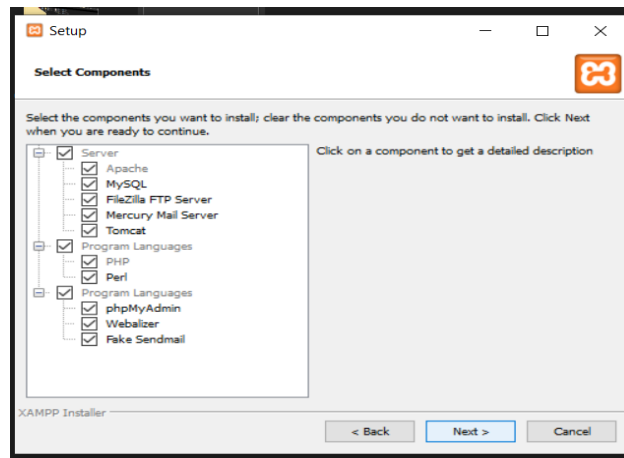 Setup
Select Components
Select the components you want to install; clear the components you do not want to install. Click Next
when you are ready to continue.
Server
Apache
MySQL
FileZilla FTP Server
Mercury Mail Server
Tomcat
Program Languages
PHP
Perl
Program Languages
phpMyAdmin
Webalizer
Fake Sendmail
Click on a component to get a detailed description
XAMPP Installer
< Back
Next >
Cancel